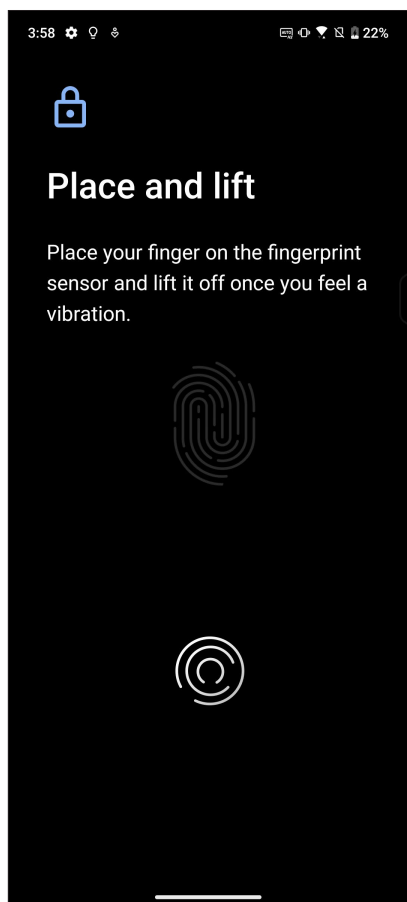 3:58
22%
Place and lift
Place your finger on the fingerprint
sensor and lift it off once you feel a
vibration.